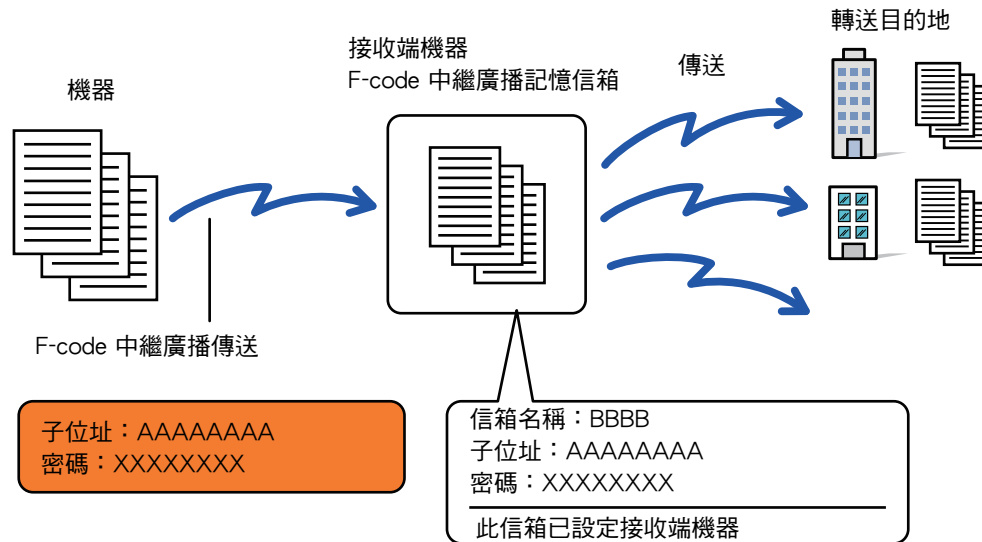 機器
接收端機器
F-code 中繼廣播記憶信箱
傳送
轉送目的地
F-code 中繼廣播傳送
子位址：AAAAAAAA
密碼：XXXXXXXX
信箱名稱：BBBB
子位址：AAAAAAAA
密碼：XXXXXXXX
此信箱已設定接收端機器